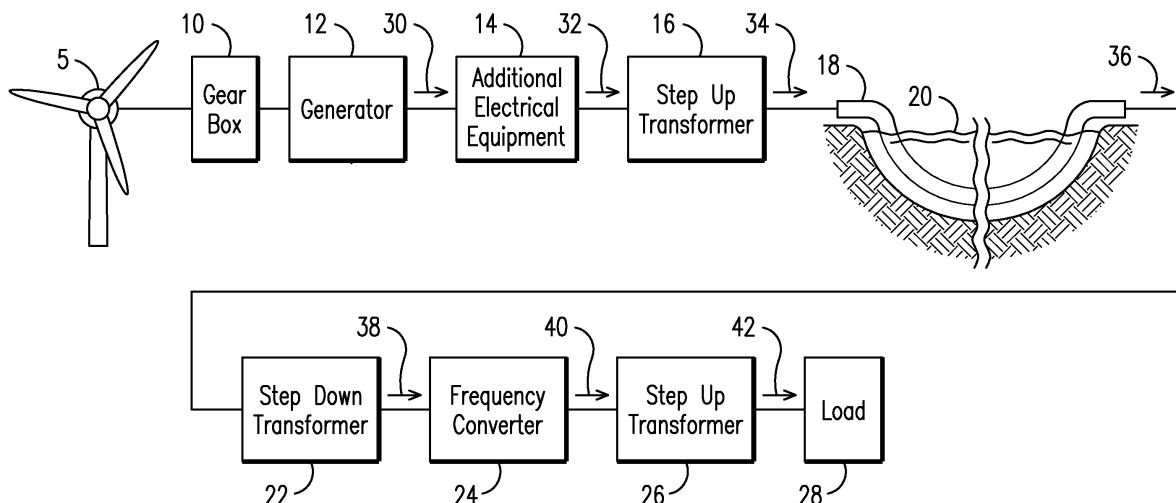 5
10
Gear
Box
12
Generator
30
14
Additional
Electrical
Equipment
32
16
Step Up
Transformer
34
18
20
36
38
Step Down
Transformer
22
Frequency
Converter
24
40
Step Up
Transformer
26
42
Load
28